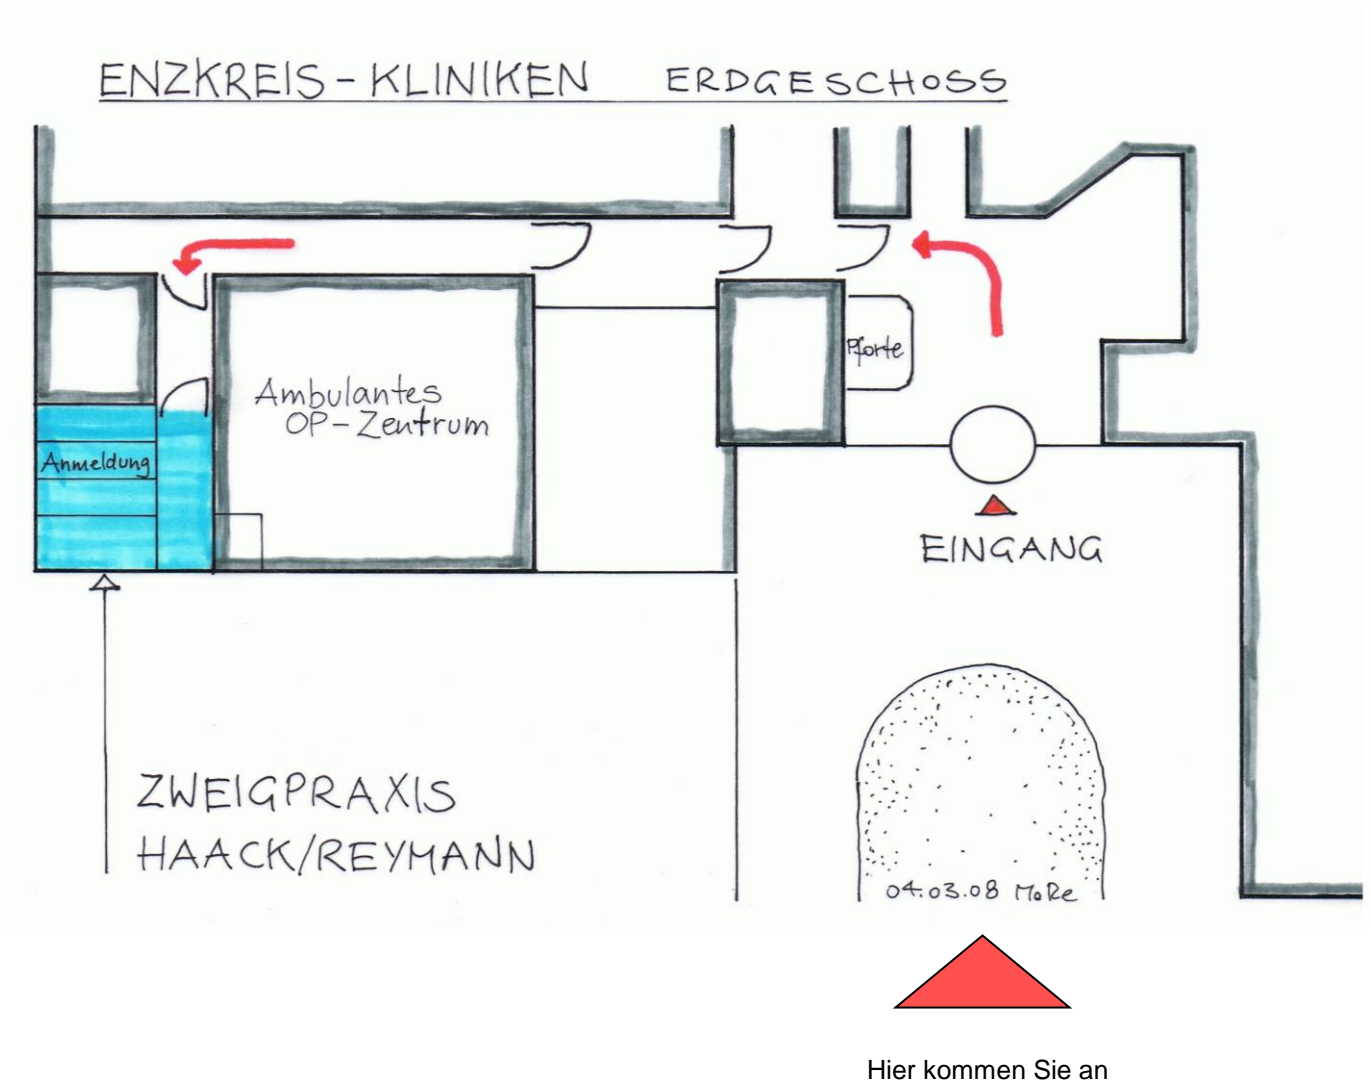 ENZKREIS-KLINIKEN ERDGESCHOSS
Pforte
Ambulantes
OP-Zentrum
Anmeldung
EINGANG
ZWEIGPRAXIS
HAACK/REYMANN
04.03.08 MoRe
Hier kommen Sie an